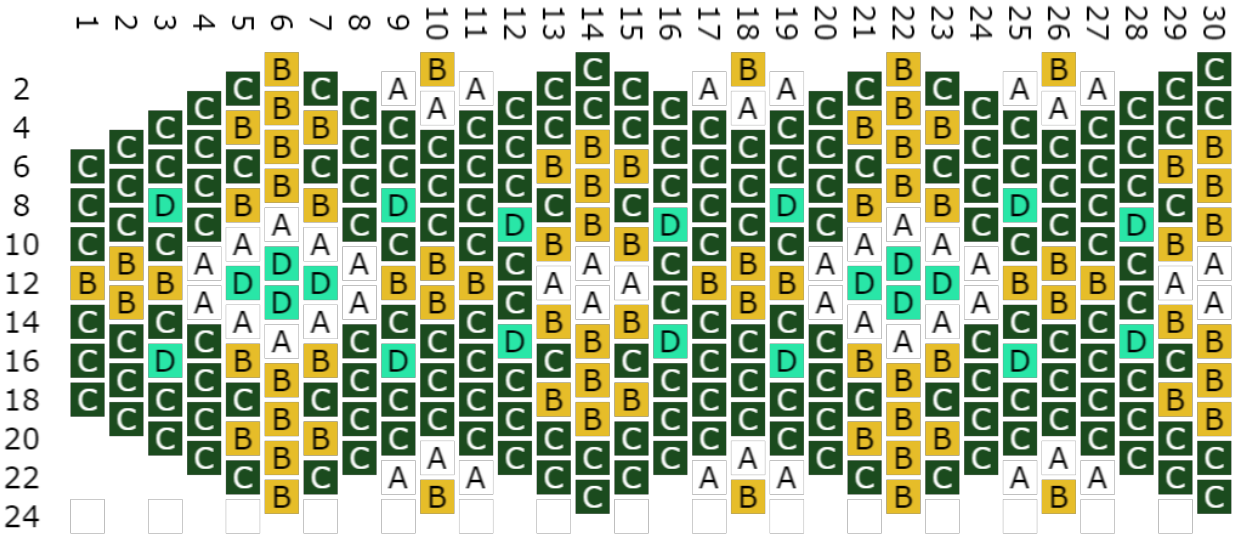 1 2 3 4 5 6 7 8 9 10 11 12 13 14 15 16 17 18 19 20 21 22 23 24 25 26 27 28 29 30
B B C B B B C
2 C C A A C C A A C C A A C
C B C A C C C A C B C A C C
4 C B B C C C C C C B B C C C
C C B C C C B C C C B C C C B
6 C C C C C C B B C C C C C C B
C C B C C C B C C C B C C C B
8 C D B B D C C C C D B B D C C
C C A C C D B D C C A C C D B
10 C C A A C C B B C C A A C C B
B A D A B C A C B A D A B C A
12 B B D D B B A A B B D D B B A
B A D A B C A C B A D A B C A
14 C C A A C C B B C C A A C C B
C C A C C D B D C C A C C D B
16 C D B B D C C C C D B B D C C
C C B C C C B C C C B C C C B
18 C C C C C C B B C C C C C C B
C C B C C C B C C C B C C C B
20 C B B C C C C C C B B C C C
C B C A C C C A C B C A C C
22 C C A A C C A A C C A A C
B B C B B B C
24